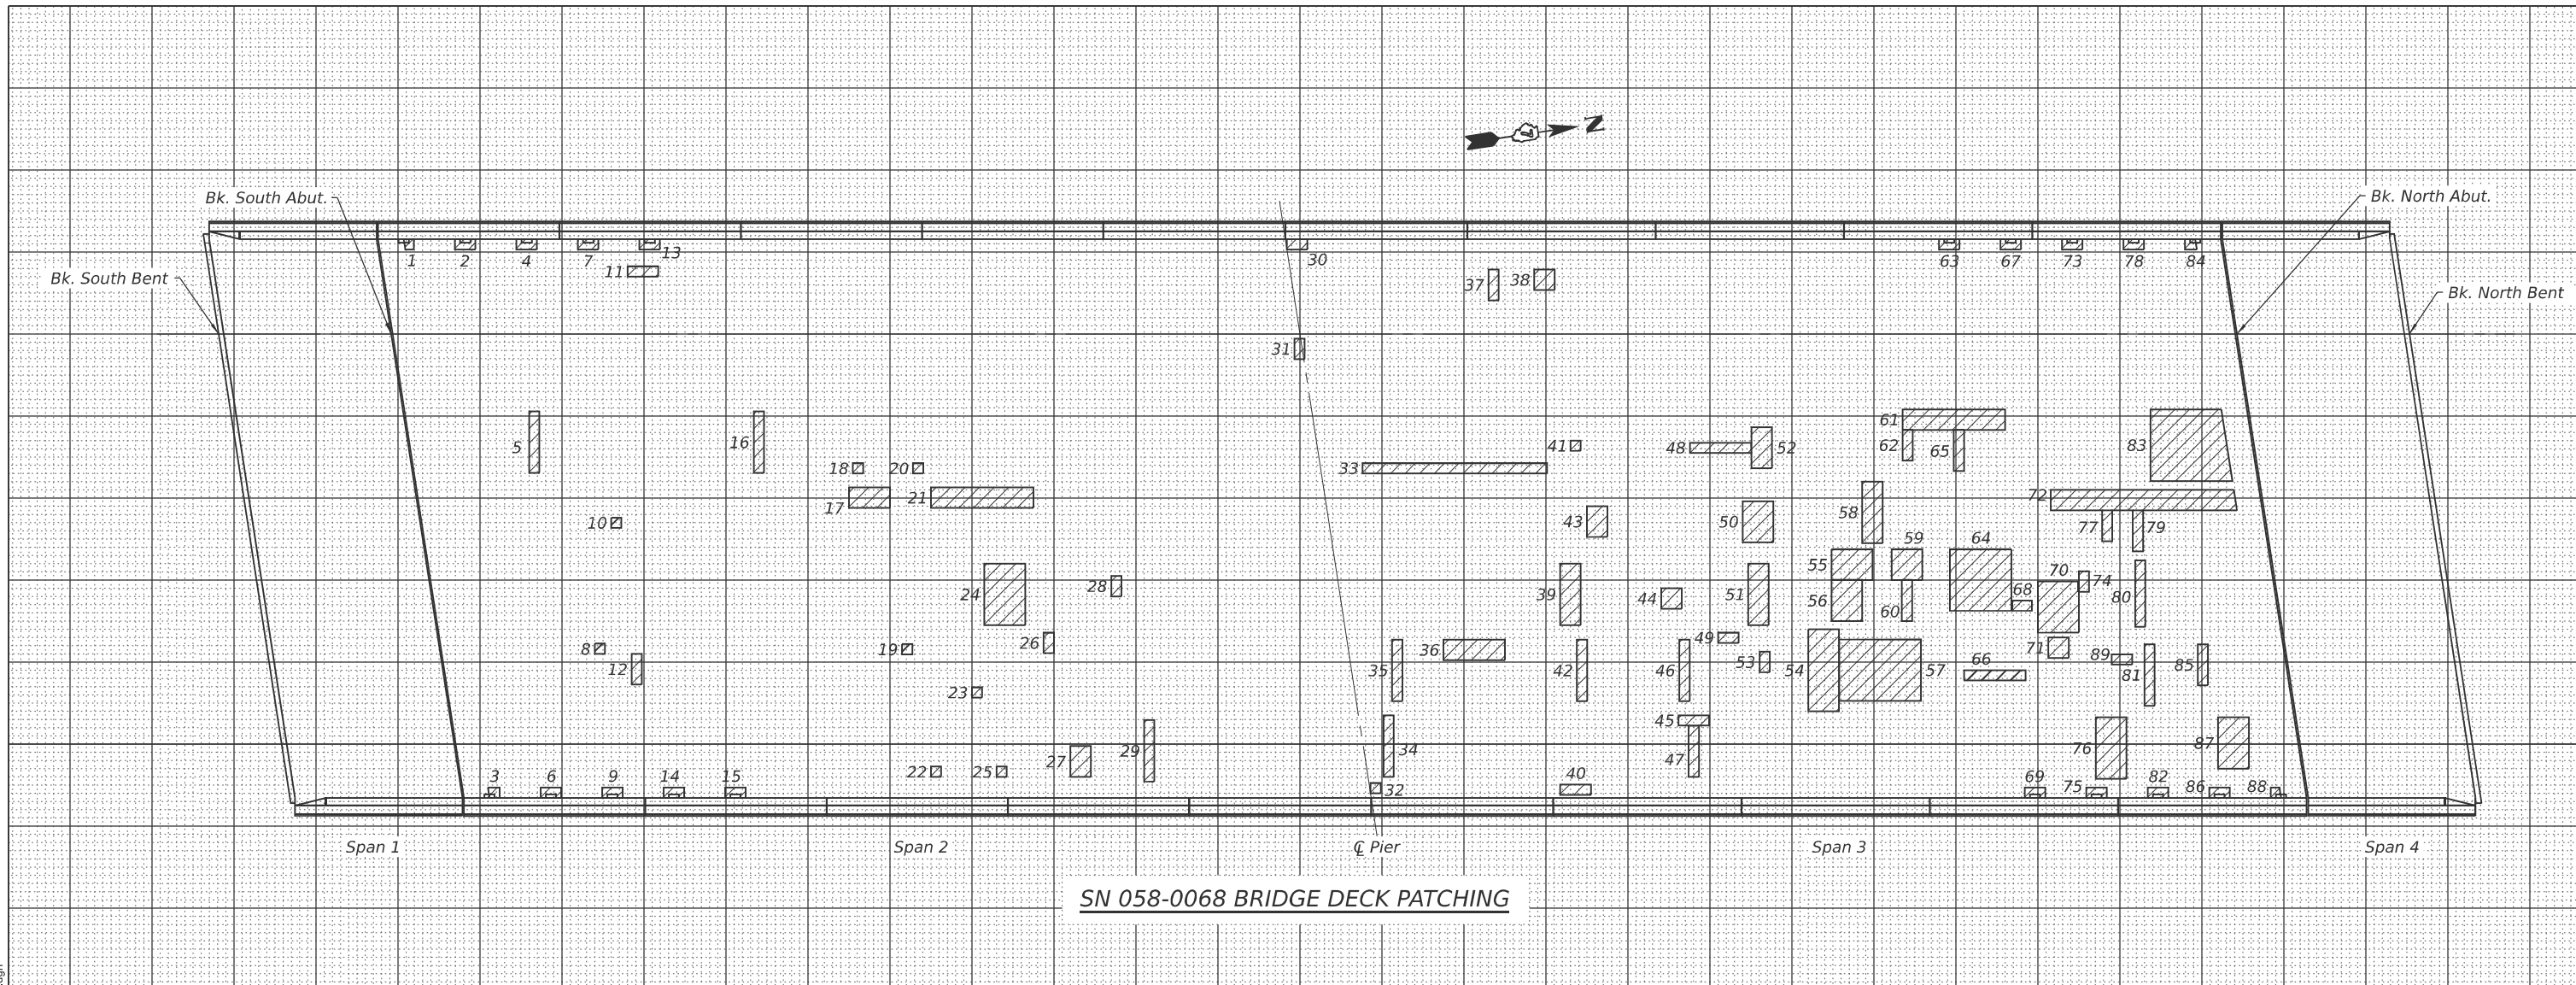 N
Bk. South Abut.
Bk. North Abut.
1 2 4 7 13
30
63 67 73 78 84
11
Bk. South Bent
37 38
Bk. North Bent
31
61
5 16 41 48 52 62 65 83
18 20 33
17 21 72
10 43 50 58 77 79
59 64
55 70
24 28 39 44 51 56 60 68 74 80
8 12 19 26 36 49 71 89
23 35 42 46 53 54 57 66 81 85
45
29 34 47 76 87
22 25 27
3 6 9 14 15 40 69 82
32 75 86 88
Span 1
Span 2
℄ Pier
Span 3
Span 4
SN 058-0068 BRIDGE DECK PATCHING